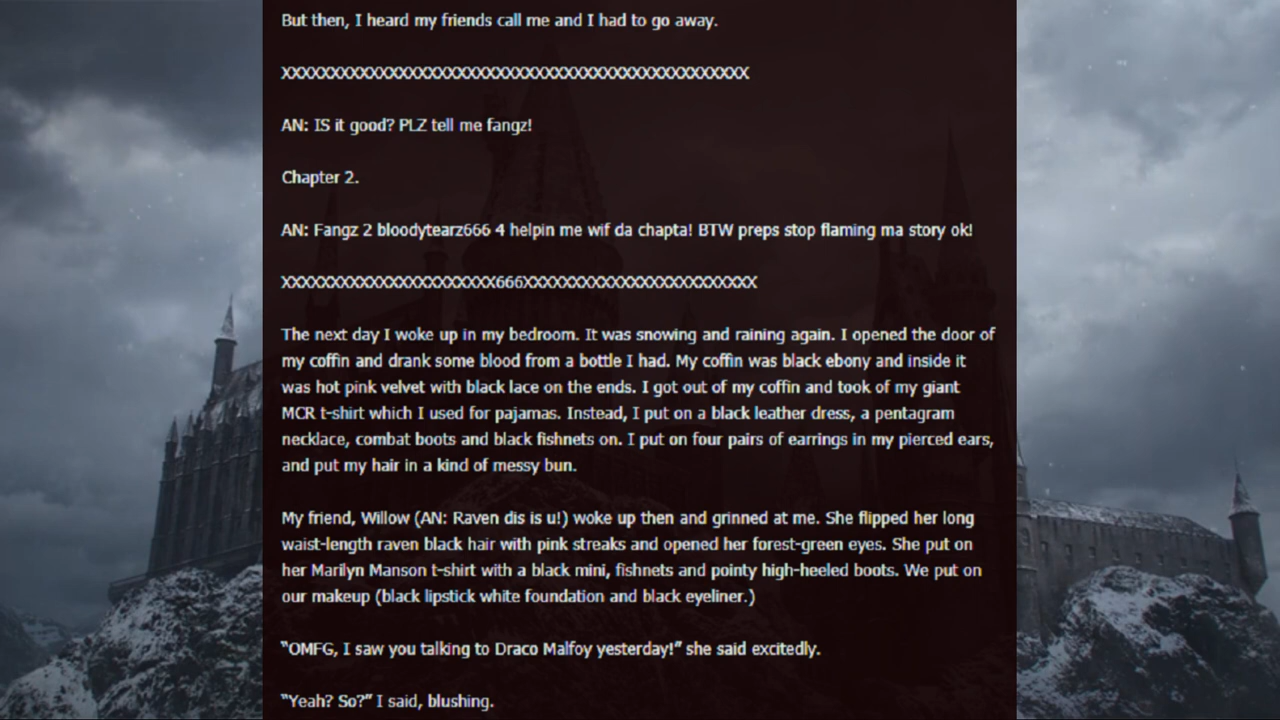 But then, I heard my friends call me and I had to go away.
XXXXXXXXXXXXXXXXXXXXXXXXXXXXXXXXXXXXXXXXXXXXXXXX
AN: IS it good? PLZ tell me fangz!
Chapter 2.
AN: Fangz 2 bloodytearz666 4 helpin me wif da chapta! BTW preps stop flaming ma story ok!
XXXXXXXXXXXXXXXXXXXXXX666XXXXXXXXXXXXXXXXXXXXXXXX
The next day I woke up in my bedroom. It was snowing and raining again. I opened the door of
my coffin and drank some blood from a bottle I had. My coffin was black ebony and inside it
was hot pink velvet with black lace on the ends. I got out of my coffin and took of my giant
MCR t-shirt which I used for pajamas. Instead, I put on a black leather dress, a pentagram
necklace, combat boots and black fishnets on. I put on four pairs of earrings in my pierced ears,
and put my hair in a kind of messy bun.
My friend, Willow (AN: Raven dis is u!) woke up then and grinned at me. She flipped her long
waist-length raven black hair with pink streaks and opened her forest-green eyes. She put on
her Marilyn Manson t-shirt with a black mini, fishnets and pointy high-heeled boots. We put on
our makeup (black lipstick white foundation and black eyeliner.)
“OMFG, I saw you talking to Draco Malfoy yesterday!” she said excitedly.
“Yeah? So?” I said, blushing.